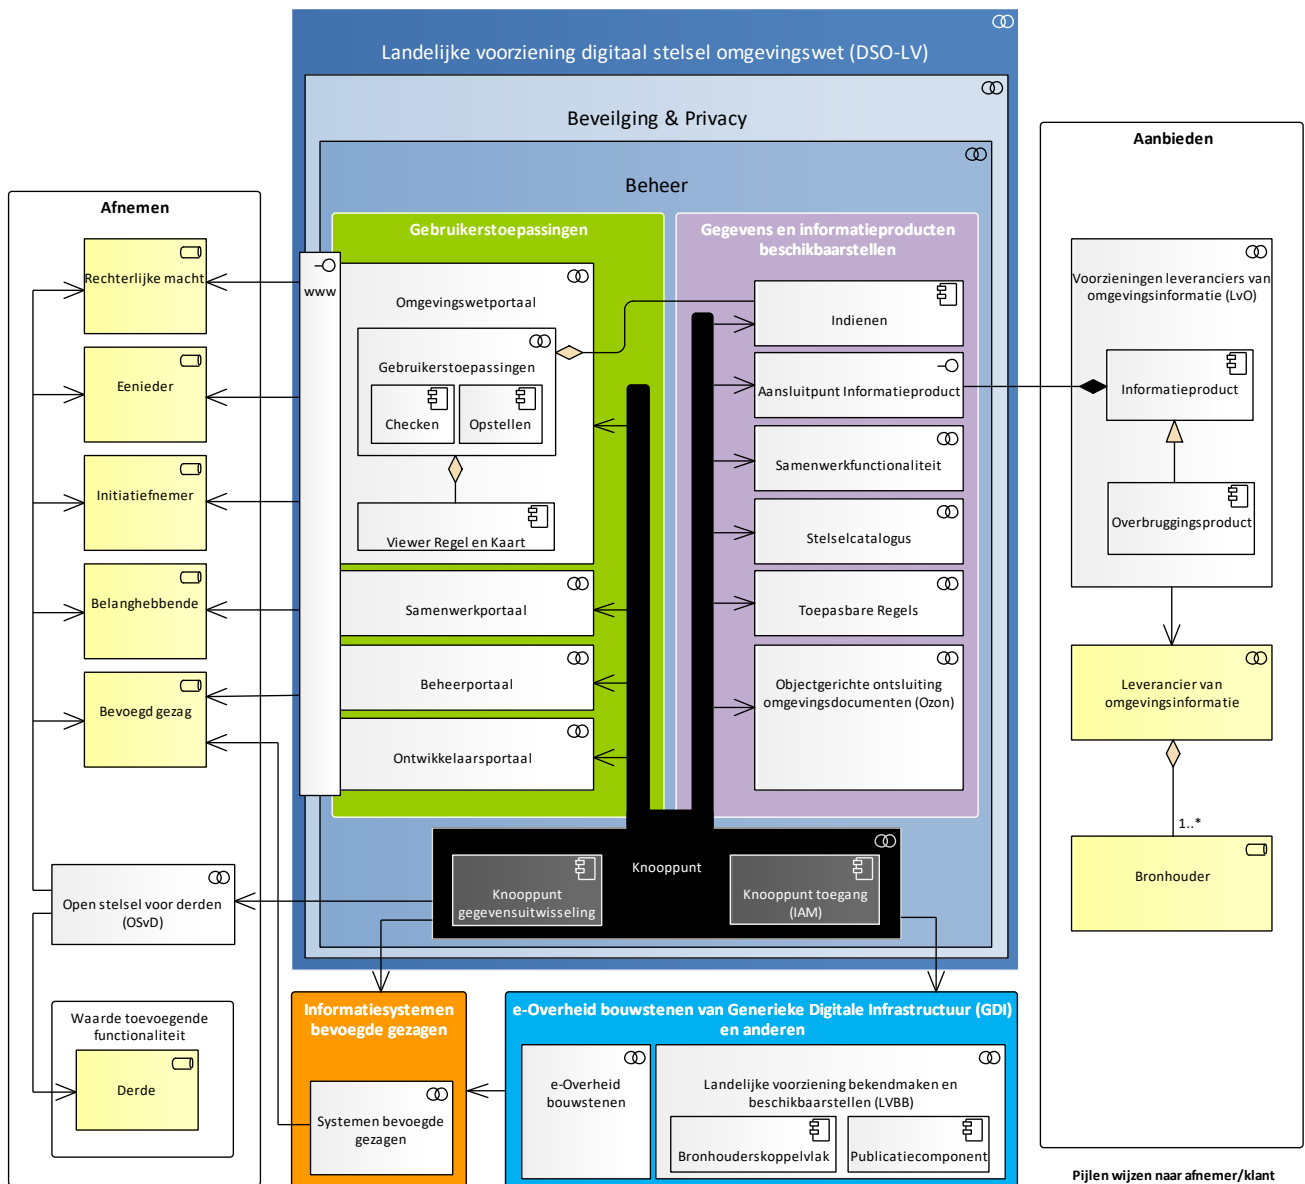 Landelijke voorziening digitaal stelsel omgevingswet (DSO-LV)
Beveilging & Privacy
Beheer
Afnemen
Rechterlijke macht
Eenieder
Initiatiefnemer
Belanghebbende
Bevoegd gezag
Open stelsel voor derden
(OSvD)
Waarde toevoegende
functionaliteit
Derde
www
Gebruikerstoepassingen
Omgevingswetportaal
Gebruikerstoepassingen
Checken
Opstellen
Viewer Regel en Kaart
Samenwerkportaal
Beheerportaal
Ontwikkelaarsportaal
Gegevens en informatieproducten
beschikbaarstellen
Indienen
Aansluitpunt Informatieproduct
Samenwerkfunctionaliteit
Stelselcatalogus
Toepasbare Regels
Objectgerichte ontsluiting
omgevingsdocumenten (Ozon)
Knooppunt
Knooppunt
gegevensuitwisseling
Knooppunt toegang
(IAM)
Informatiesystemen
bevoegde gezagen
Systemen bevoegde
gezagen
e-Overheid bouwstenen van Generieke Digitale Infrastructuur (GDI)
en anderen
e-Overheid
bouwstenen
Landelijke voorziening bekendmaken en
beschikbaarstellen (LVBB)
Bronhouderskoppelvlak
Publicatiecomponent
Aanbieden
Voorzieningen leveranciers van
omgevingsinformatie (LvO)
Informatieproduct
Overbruggingsproduct
Leverancier van
omgevingsinformatie
1..*
Bronhouder
Pijlen wijzen naar afnemer/klant